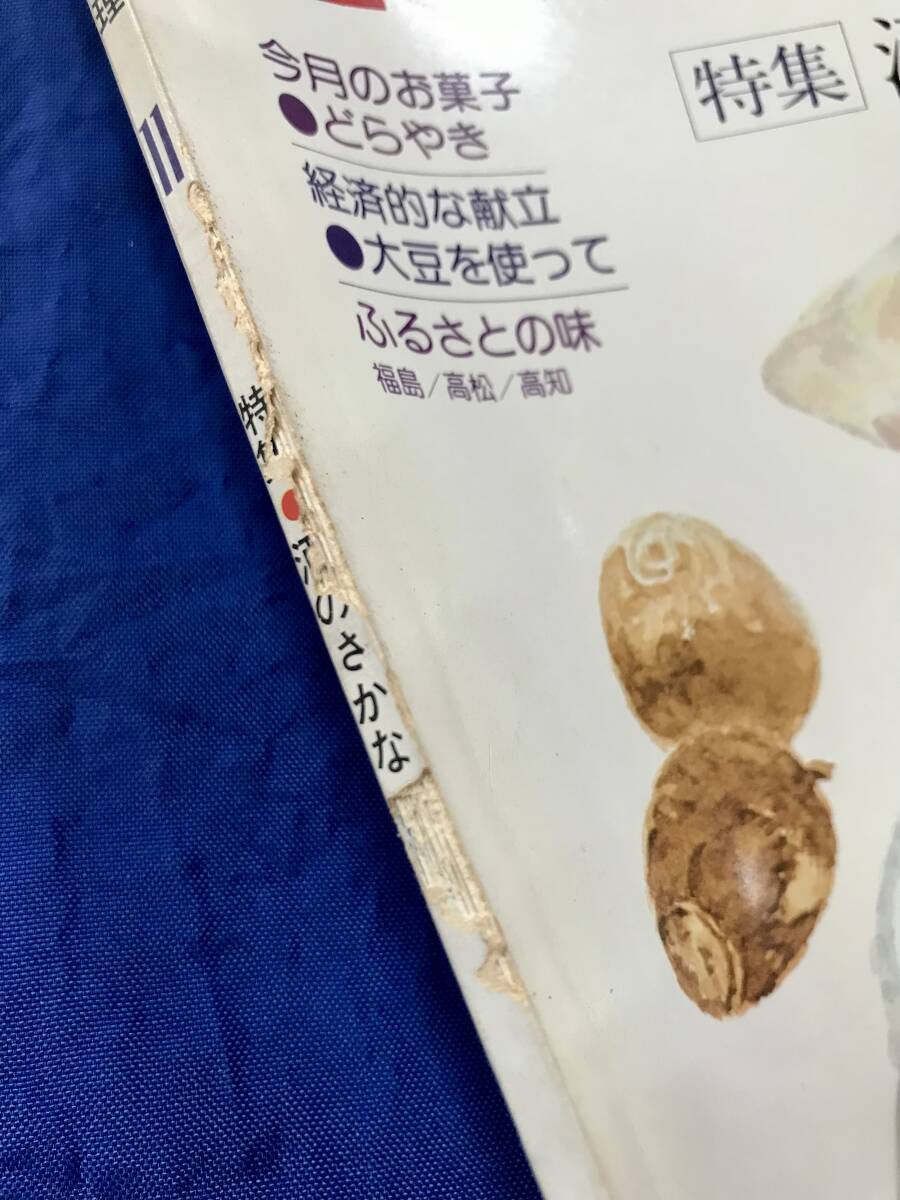 今月のお菓子
●どらやき
経済的な献立
●大豆を使って
ふるさとの味
福島/高松/高知
特集
理
11
特集●のさかな